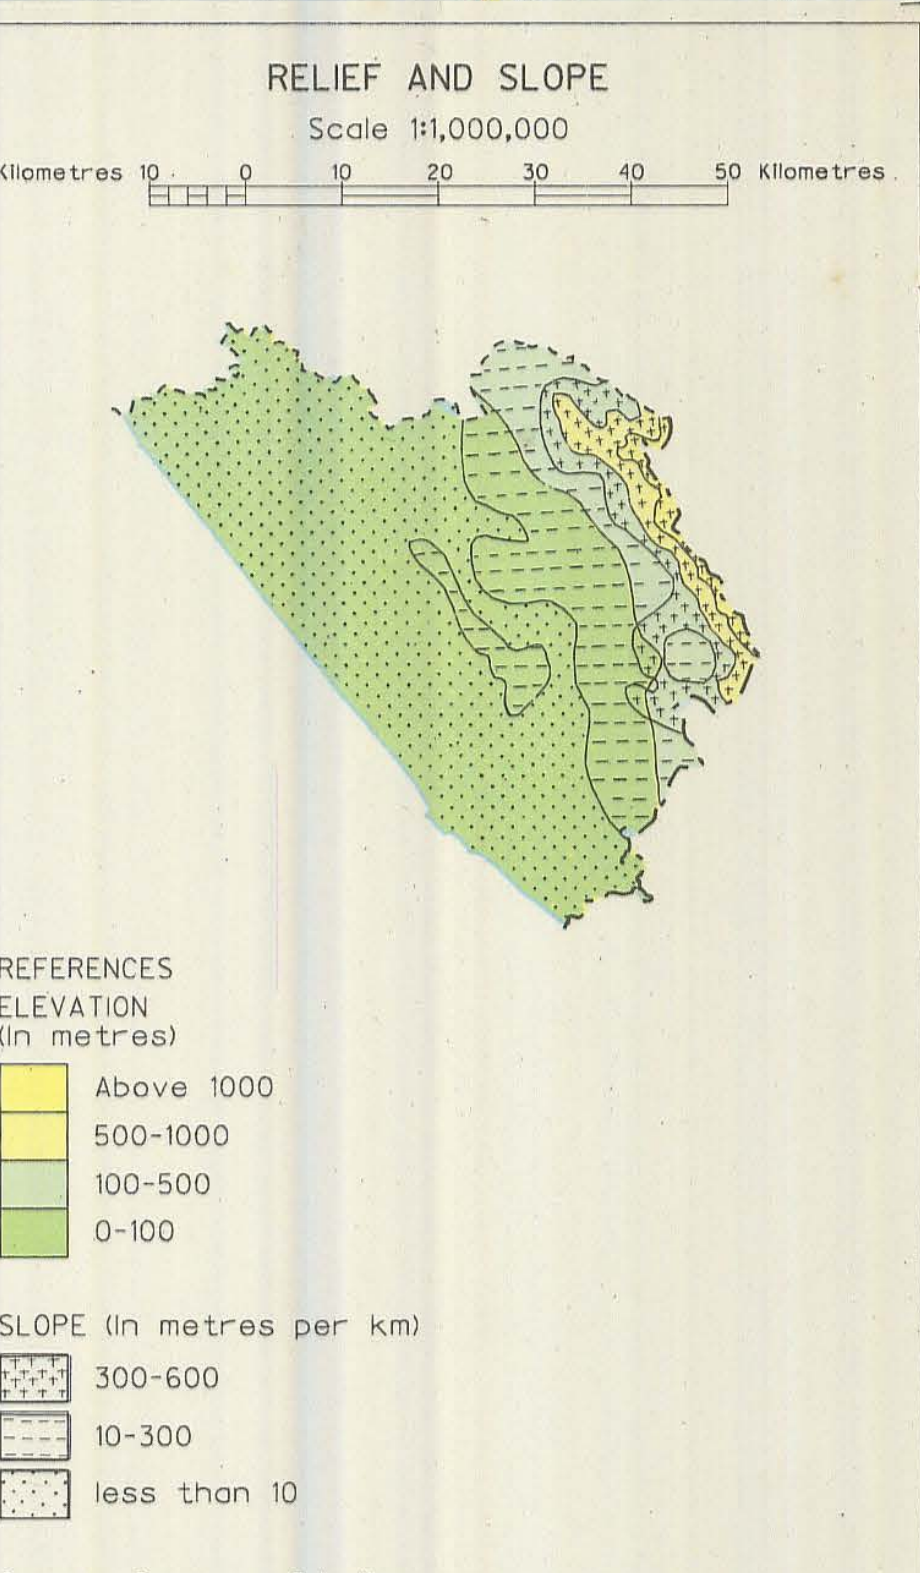 RELIEF AND SLOPE
Scale 1:1,000,000
Kilometres 10 0 10 20 30 40 50 Kilometres
REFERENCES
ELEVATION
(In metres)
Above 1000
500-1000
100-500
0-100
SLOPE (In metres per km)
300-600
10-300
less than 10